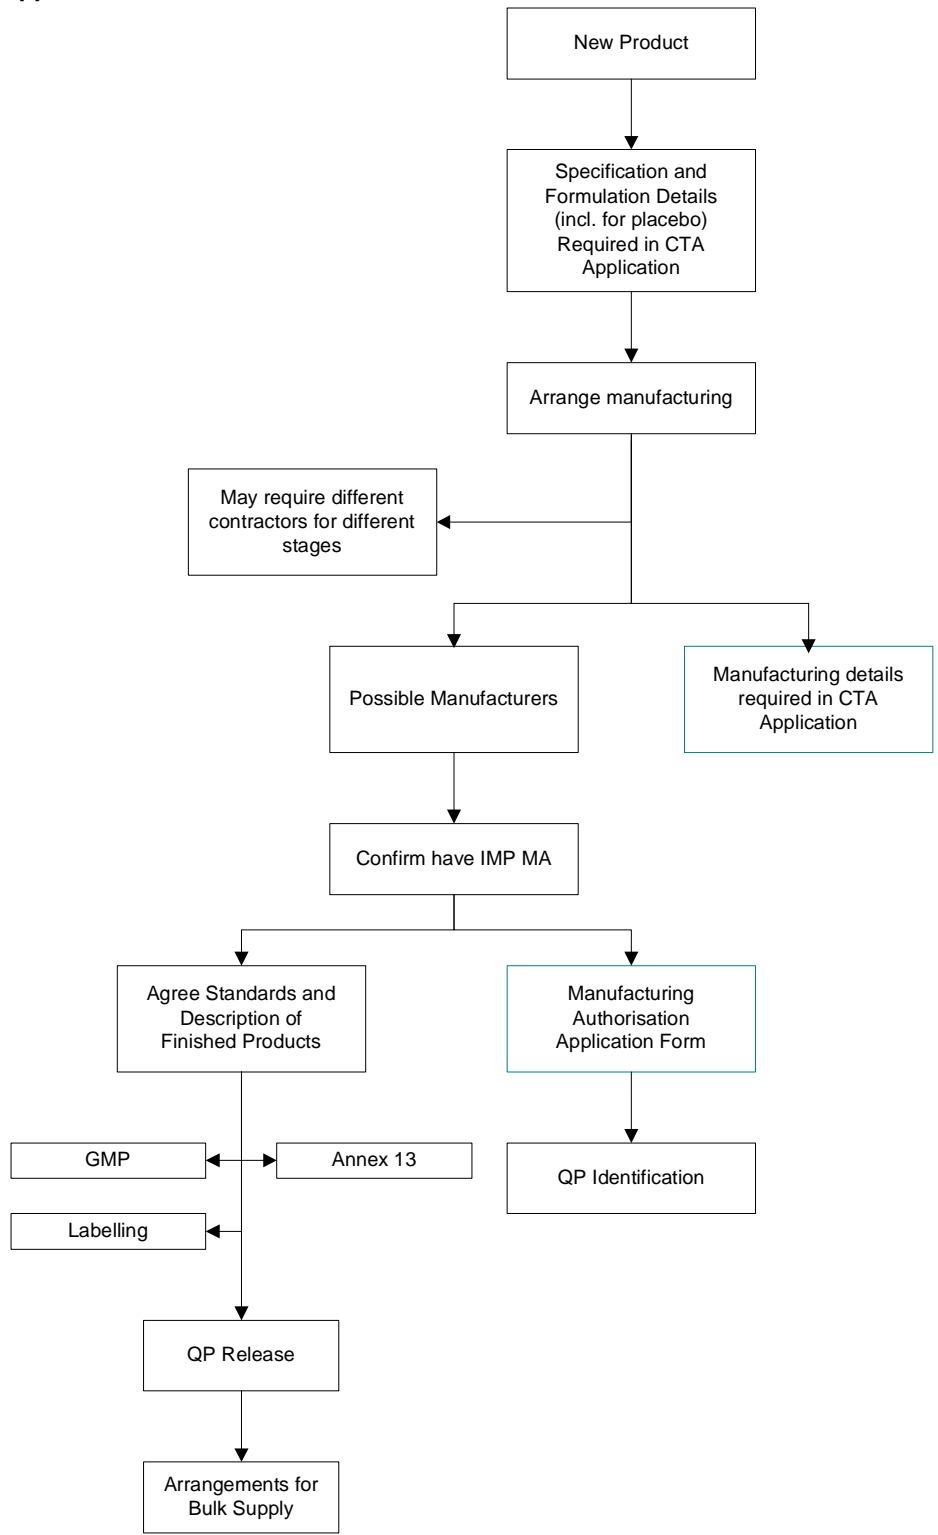 New Product
Specification and
Formulation Details
(incl. for placebo)
Required in CTA
Application
Arrange manufacturing
May require different
contractors for different
stages
Possible Manufacturers
Manufacturing details
required in CTA
Application
Confirm have IMP MA
Agree Standards and
Description of
Finished Products
Manufacturing
Authorisation
Application Form
GMP
Annex 13
QP Identification
Labelling
QP Release
Arrangements for
Bulk Supply